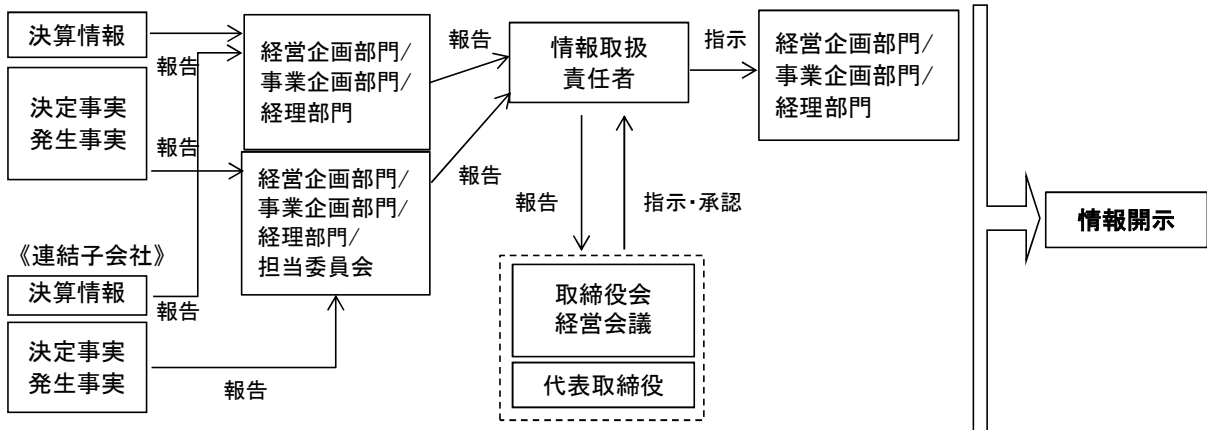 決算情報
報告
決定事実
発生事実
報告
《連結子会社》
決算情報
報告
決定事実
発生事実
報告
経営企画部門/
事業企画部門/
経理部門
報告
経営企画部門/
事業企画部門/
経理部門/
担当委員会
報告
情報取扱
責任者
報告
指示・承認
取締役会
経営会議
代表取締役
指示
経営企画部門/
事業企画部門/
経理部門
情報開示